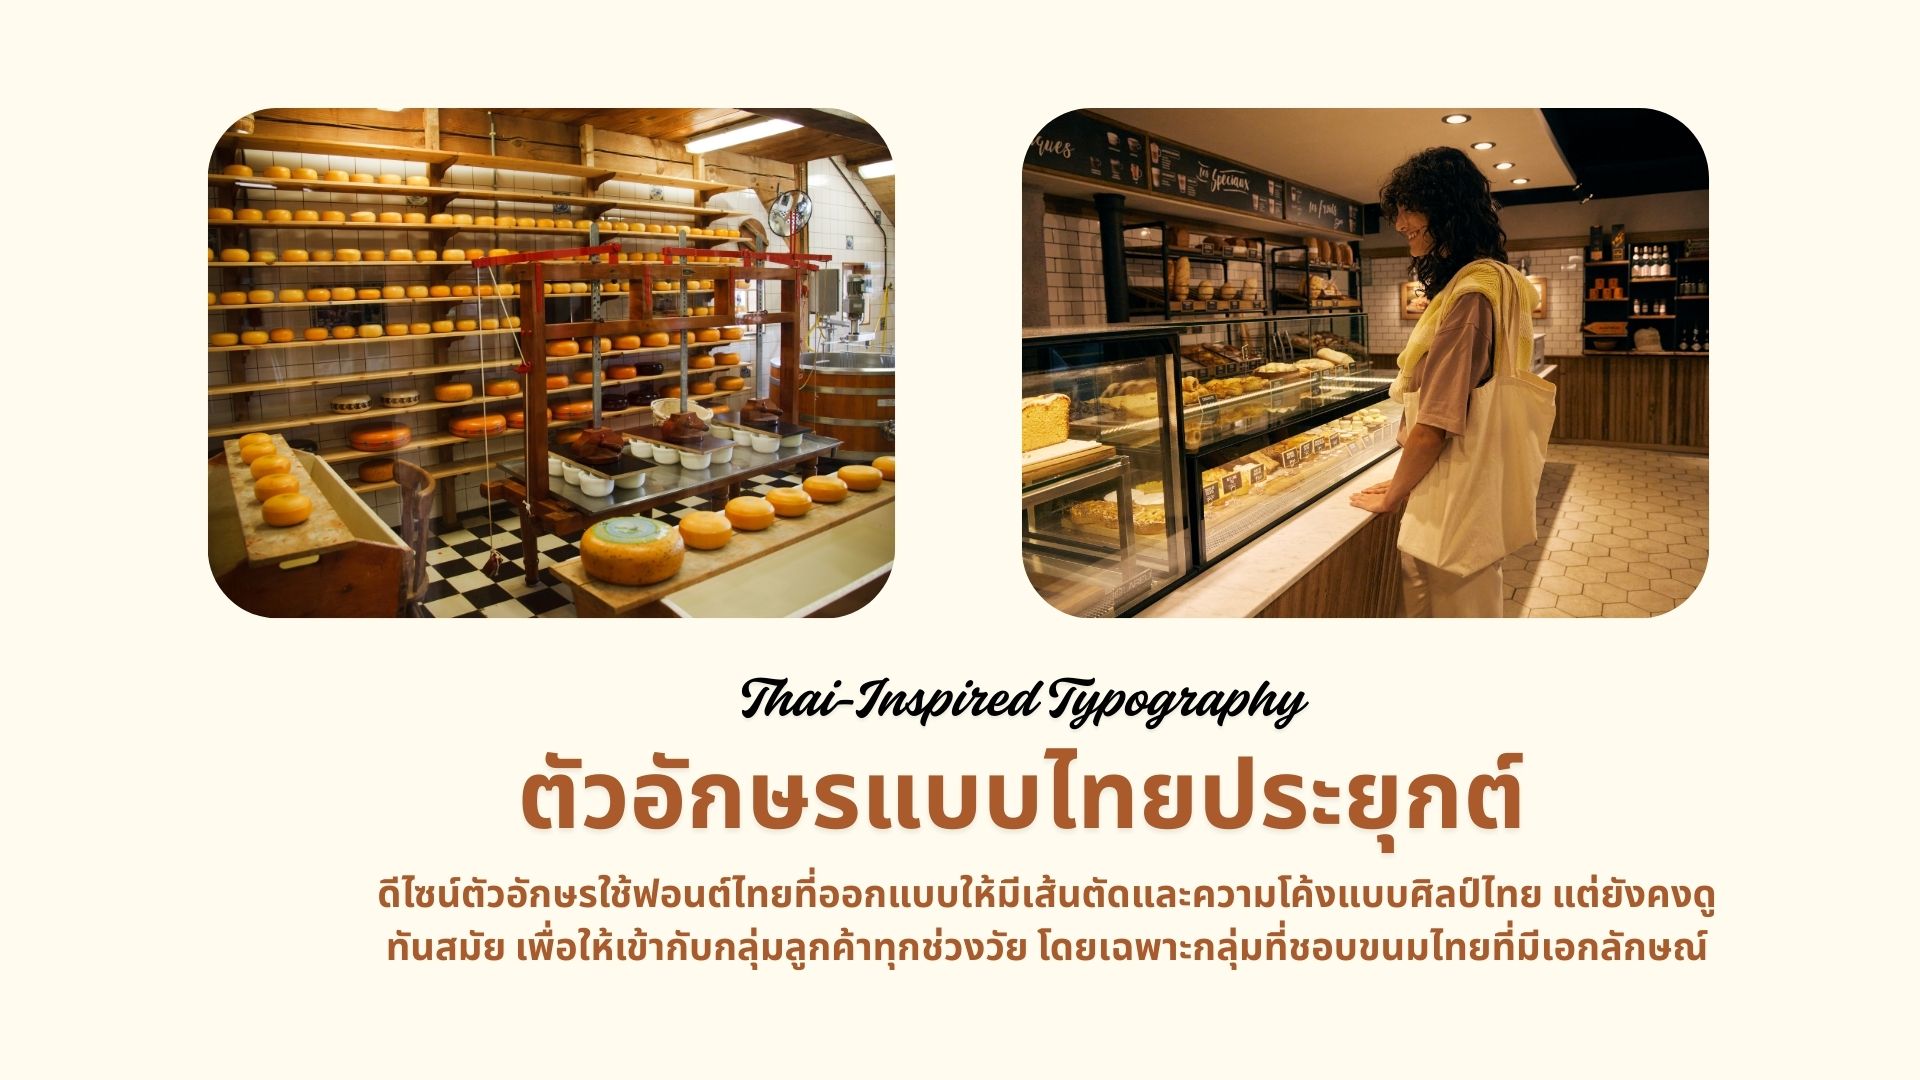 ques
Les Speciaux
Thai-Inspired Typography
ตัวอักษรแบบไทยประยุกต์
ดีไซน์ตัวอักษรใช้ฟอนต์ไทยที่ออกแบบให้มีเส้นตัดและความโค้งแบบศิลป์ไทย แต่ยังคงดู
ทันสมัย เพื่อให้เข้ากับกลุ่มลูกค้าทุกช่วงวัย โดยเฉพาะกลุ่มที่ชอบขนมไทยที่มีเอกลักษณ์